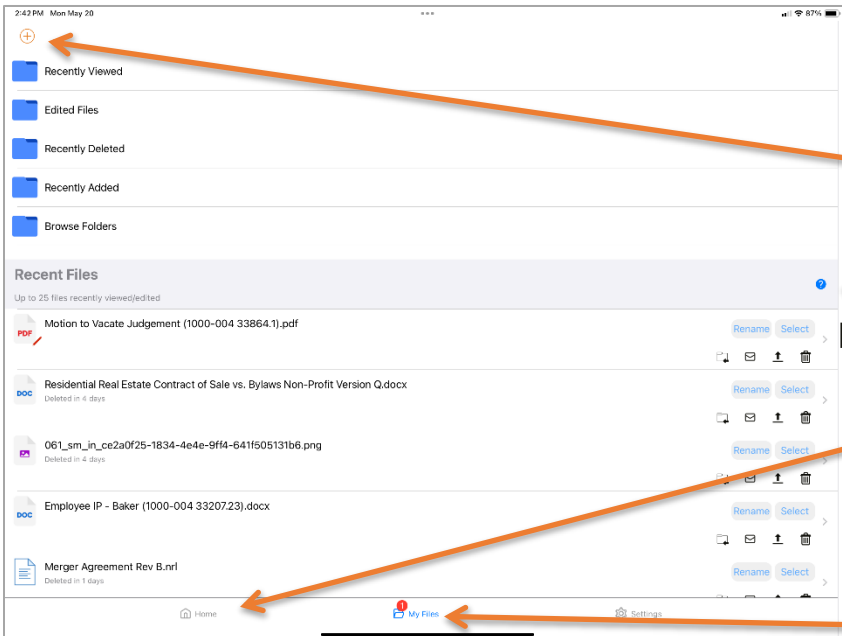 2:42 PM Mon May 20
87%
Recently Viewed
Edited Files
Recently Deleted
Recently Added
Browse Folders
Recent Files
Up to 25 files recently viewed/edited
?
PDF
Motion to Vacate Judgement (1000-004 33864.1).pdf
Rename Select
DOC
Residential Real Estate Contract of Sale vs. Bylaws Non-Profit Version Q.docx
Deleted in 4 days
Rename Select
061_sm_in_ce2a0f25-1834-4e4e-9ff4-641f505131b6.png
Deleted in 4 days
Rename Select
DOC
Employee IP - Baker (1000-004 33207.23).docx
Rename Select
Merger Agreement Rev B.nrl
Deleted in 1 days
Rename Select
Home
1
My Files
Settings